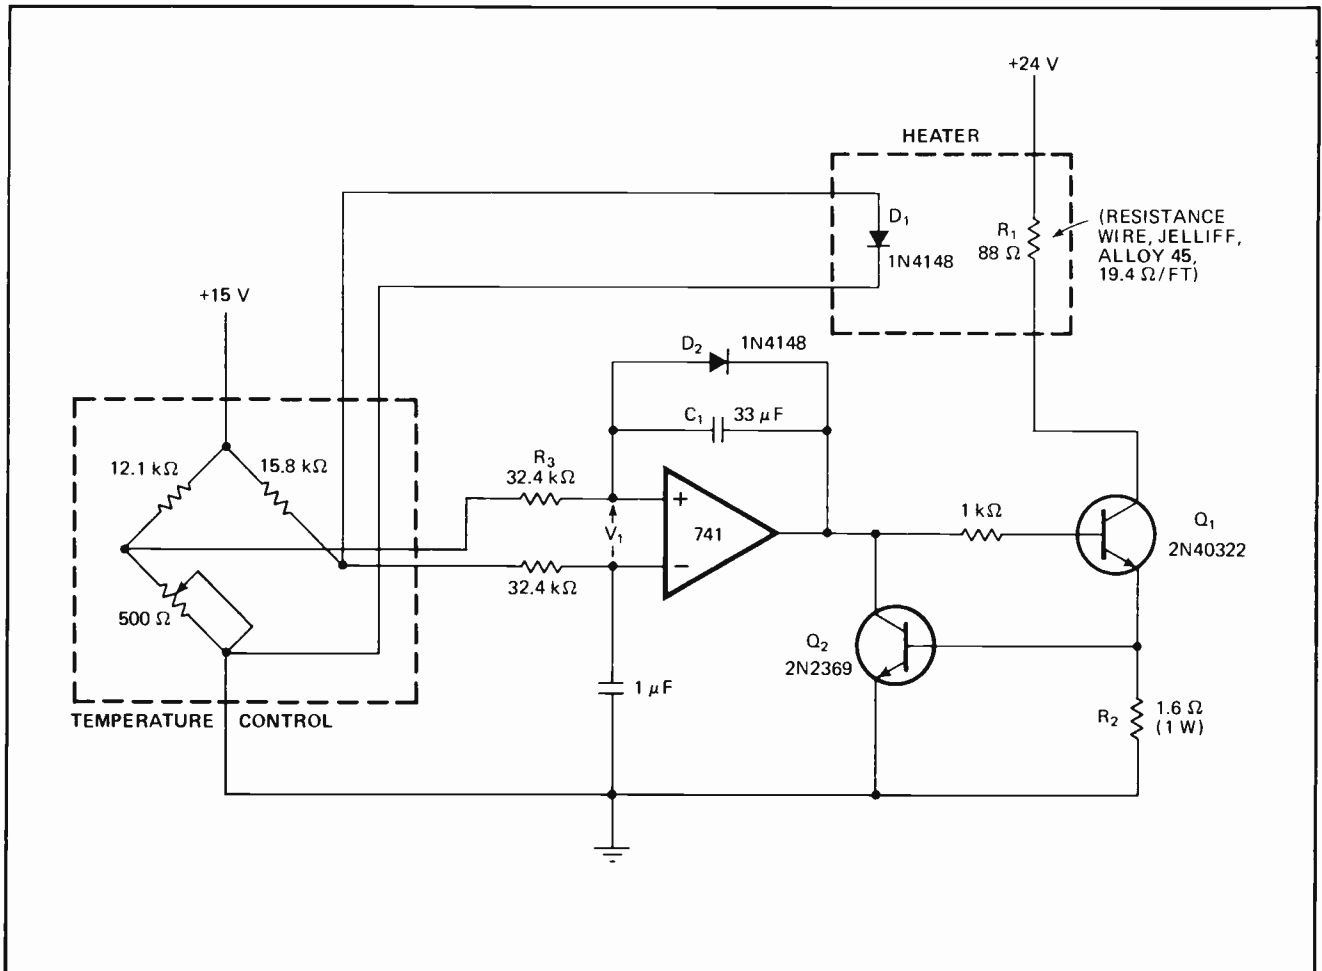 +24 V
HEATER
D₁
1N4148
R₁
88 Ω
(RESISTANCE
WIRE, JELLIFF,
ALLOY 45,
19.4 Ω/FT)
+15 V
D₂
1N4148
C₁
33 μF
12.1 kΩ
15.8 kΩ
R₃
32.4 kΩ
+
V₁
741
−
32.4 kΩ
1 kΩ
Q₁
2N40322
500 Ω
Q₂
2N2369
1 μF
R₂
1.6 Ω
(1 W)
TEMPERATURE CONTROL